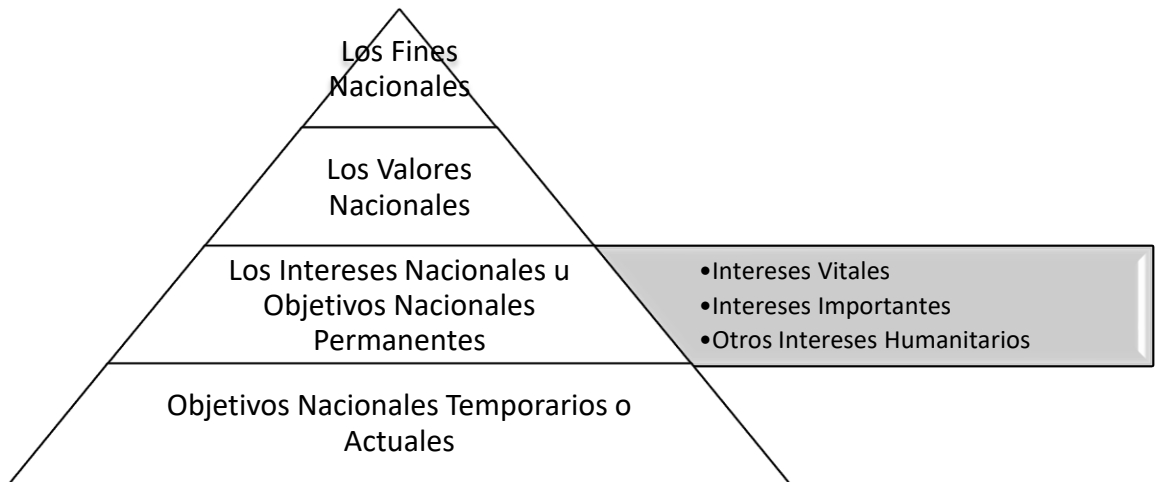 Los Fines
Nacionales
Los Valores
Nacionales
Los Intereses Nacionales u
Objetivos Nacionales
Permanentes
•Intereses Vitales
•Intereses Importantes
•Otros Intereses Humanitarios
Objetivos Nacionales Temporarios o
Actuales